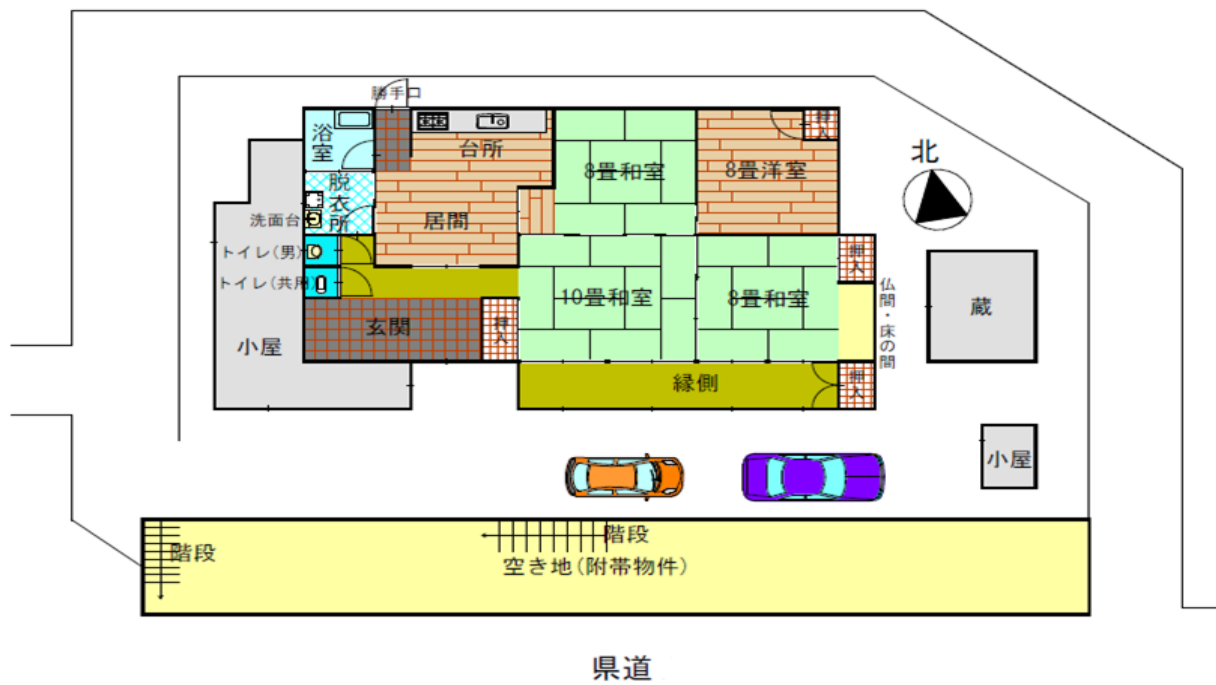 勝手口
浴室
台所
8畳和室
8畳洋室
押入
北
脱衣所
洗面台
居間
トイレ(男)
トイレ(共用)
押入
10畳和室
8畳和室
仏間・床の間
蔵
玄関
押入
小屋
縁側
押入
小屋
階段
階段
空き地(附帯物件)
県道